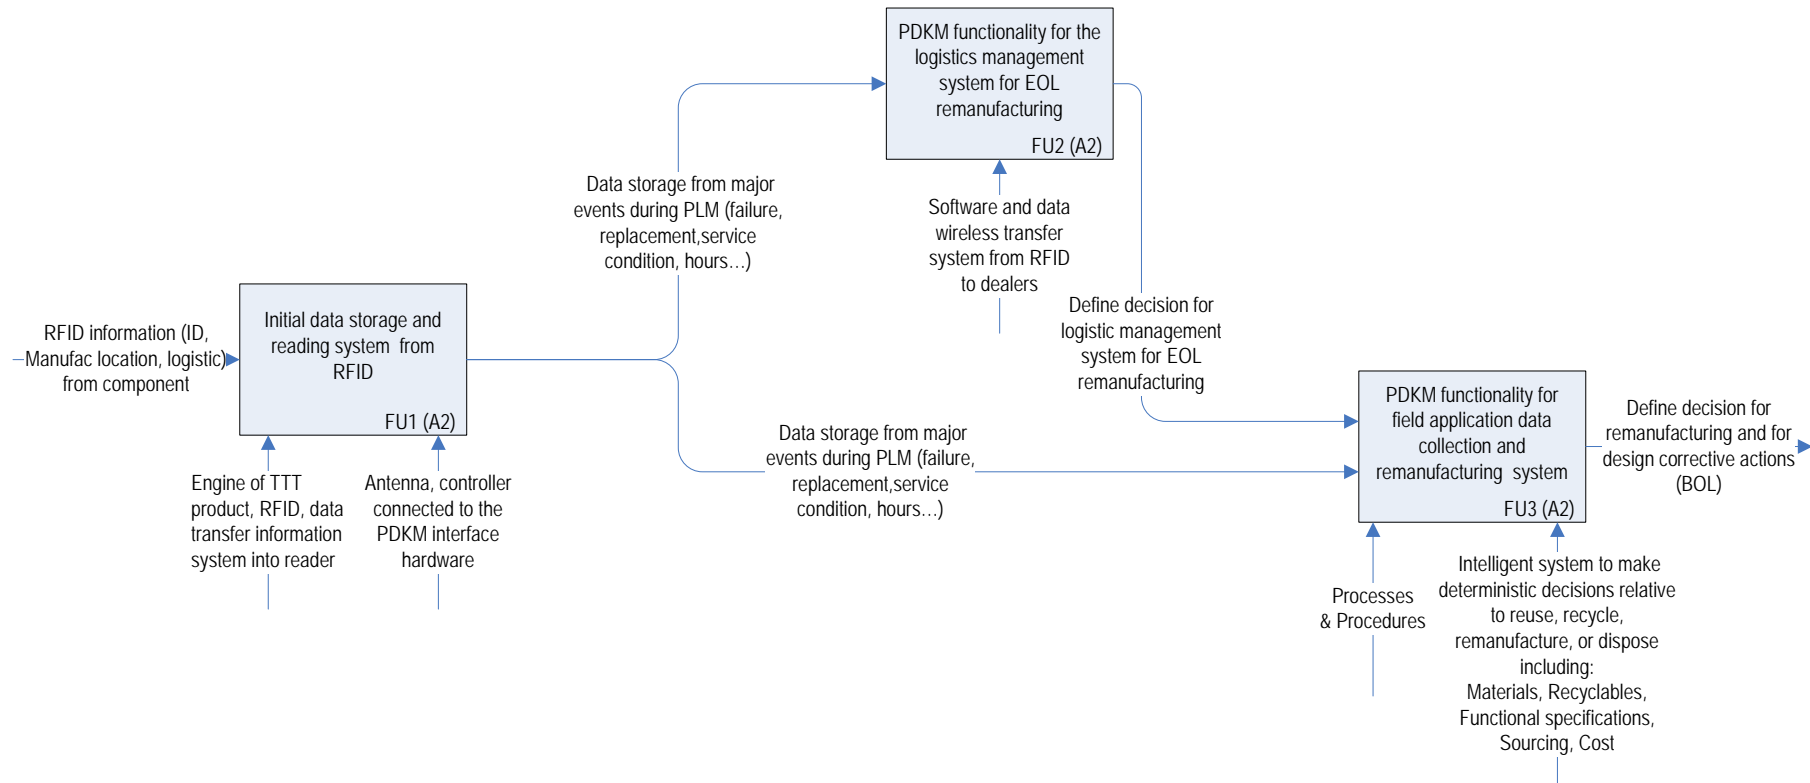 PDKM functionality for the
logistics management
system for EOL
remanufacturing
FU2 (A2)
Data storage from major
events during PLM (failure,
replacement,service
condition, hours…)
Software and data
wireless transfer
system from RFID
to dealers
RFID information (ID,
Manufac location, logistic)
from component
Initial data storage and
reading system from
RFID
FU1 (A2)
Define decision for
logistic management
system for EOL
remanufacturing
Engine of TTT
product, RFID, data
transfer information
system into reader
Antenna, controller
connected to the
PDKM interface
hardware
Data storage from major
events during PLM (failure,
replacement,service
condition, hours…)
PDKM functionality for
field application data
collection and
remanufacturing system
FU3 (A2)
Define decision for
remanufacturing and for
design corrective actions
(BOL)
Processes
& Procedures
Intelligent system to make
deterministic decisions relative
to reuse, recycle,
remanufacture, or dispose
including:
Materials, Recyclables,
Functional specifications,
Sourcing, Cost